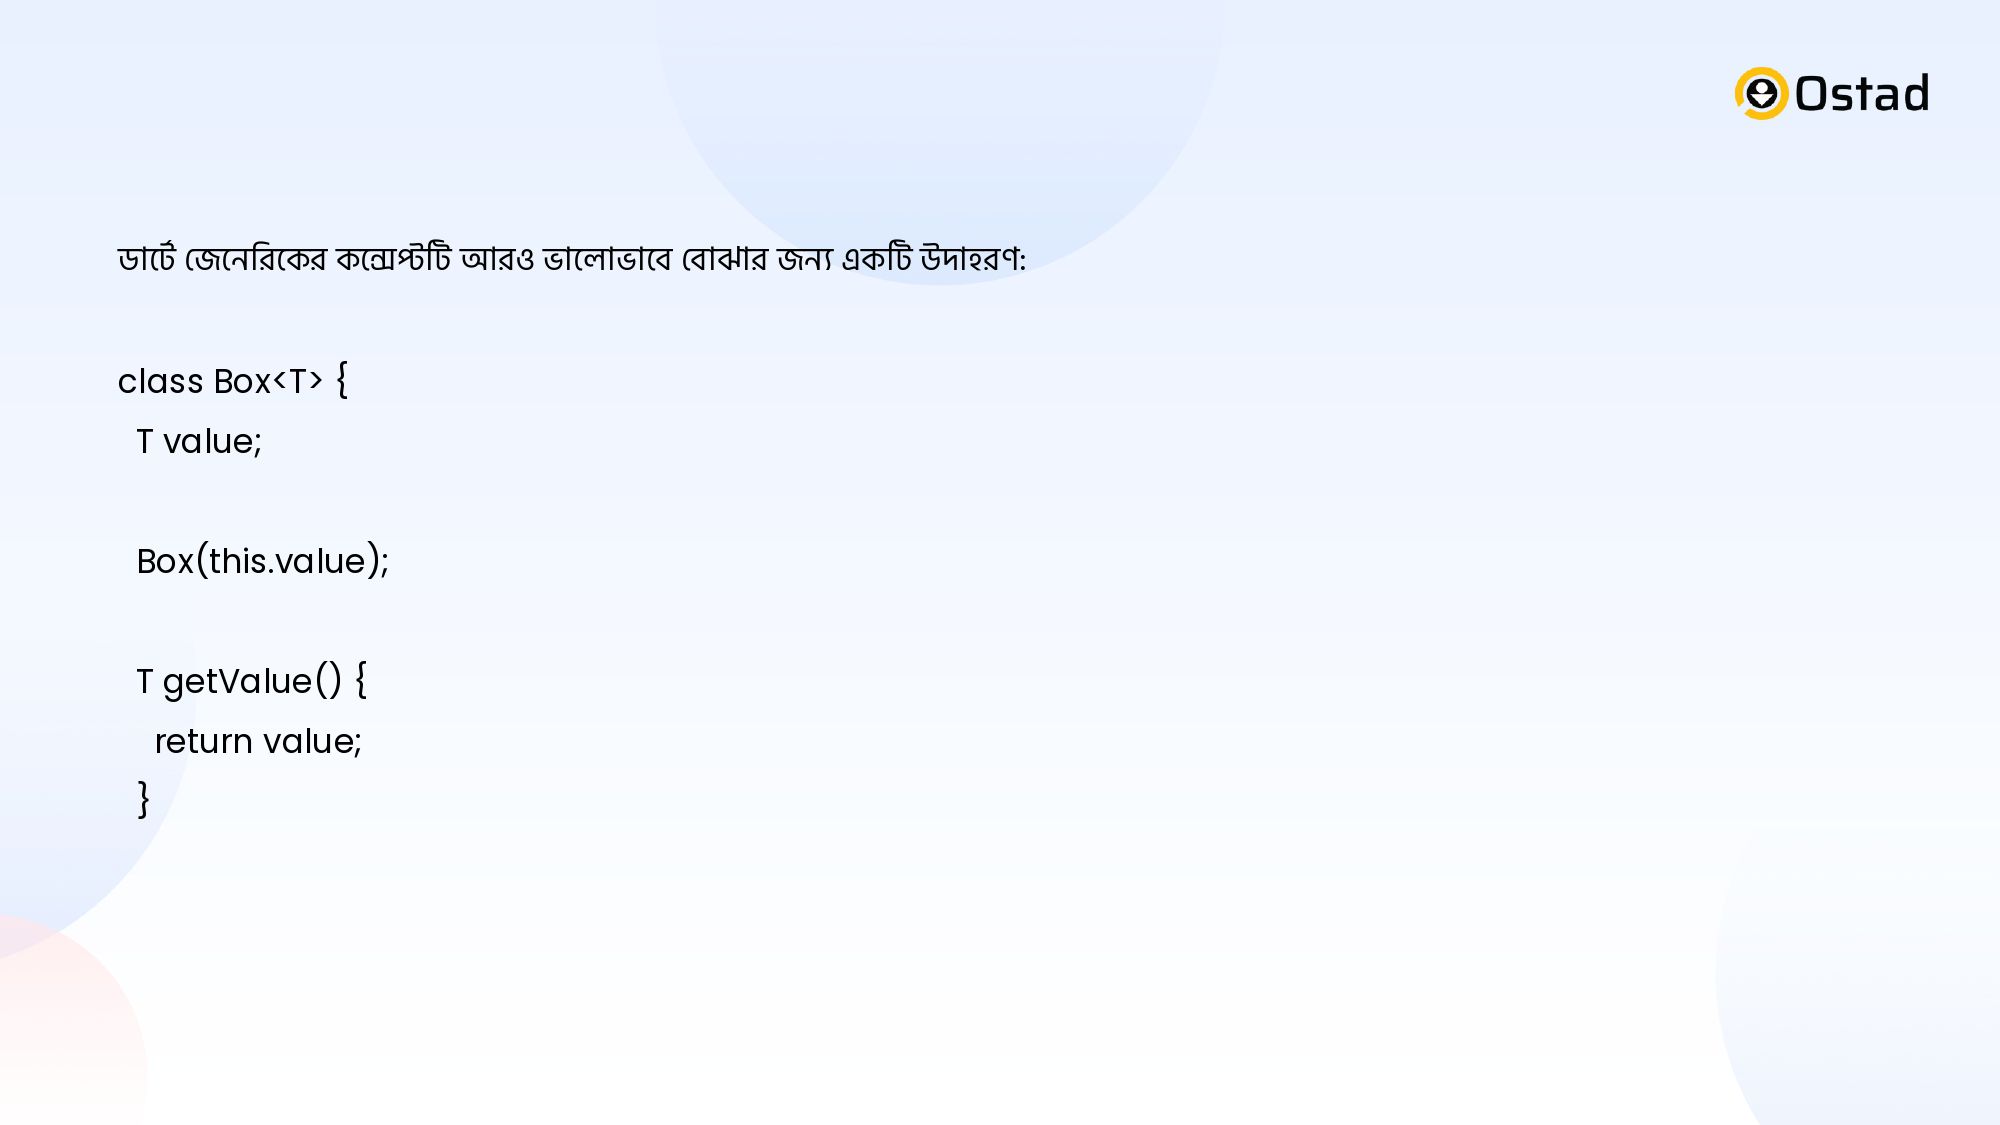 Ostad
ডার্টে জেনেরিকের কন্সেপ্টটি আরও ভালোভাবে বোঝার জন্য একটি উদাহরণ:
class Box<T> {
  T value;
  Box(this.value);
  T getValue() {
    return value;
  }